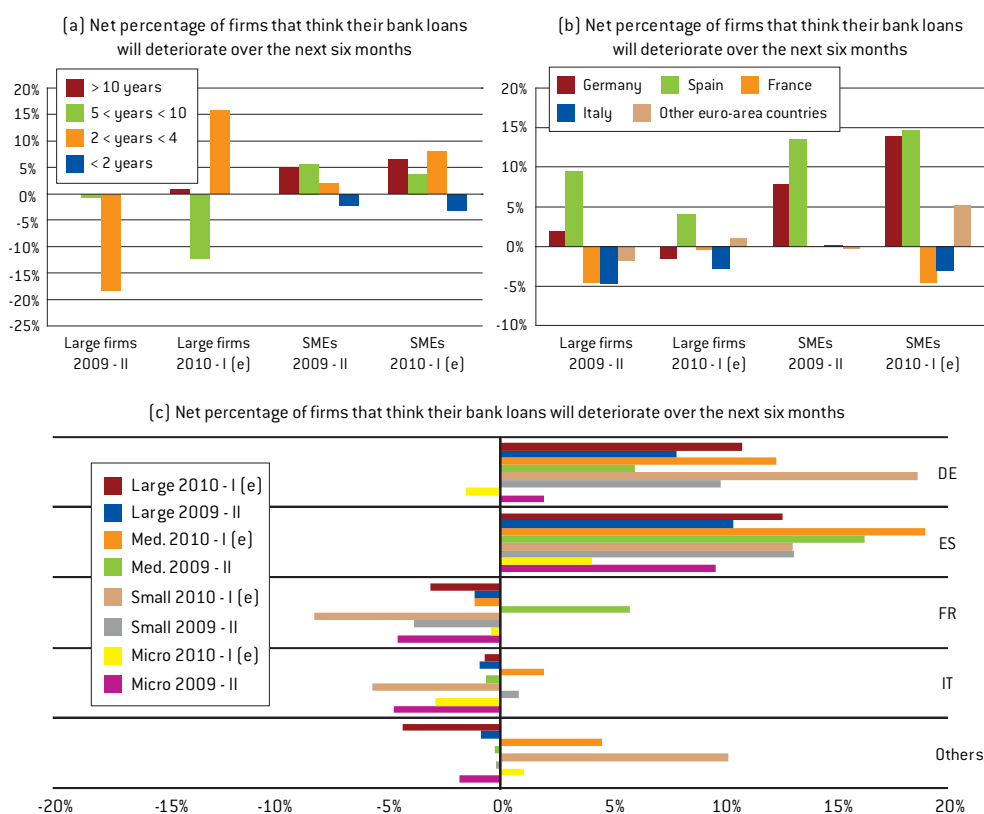 (a) Net percentage of firms that think their bank loans
will deteriorate over the next six months
> 10 years
5 < years < 10
2 < years < 4
< 2 years
20%
15%
10%
5%
0%
-5%
-10%
-15%
-20%
-25%
Large firms
2009 - II
Large firms
2010 - I (e)
SMEs
2009 - II
SMEs
2010 - I (e)
(b) Net percentage of firms that think their bank loans
will deteriorate over the next six months
Germany
Spain
France
Italy
Other euro-area countries
20%
15%
10%
5%
0%
-5%
-10%
Large firms
2009 - II
Large firms
2010 - I (e)
SMEs
2009 - II
SMEs
2010 - I (e)
(c) Net percentage of firms that think their bank loans will deteriorate over the next six months
Large 2010 - I (e)
Large 2009 - II
Med. 2010 - I (e)
Med. 2009 - II
Small 2010 - I (e)
Small 2009 - II
Micro 2010 - I (e)
Micro 2009 - II
DE
ES
FR
IT
Others
-20%
-15%
-10%
-5%
0%
5%
10%
15%
20%